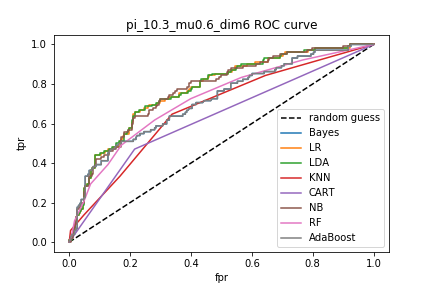 pi_10.3_mu0.6_dim6 ROC curve
1.0
0.8
0.6
0.4
0.2
0.0
tpr
0.0 0.2 0.4 0.6 0.8 1.0
fpr
random guess
Bayes
LR
LDA
KNN
CART
NB
RF
AdaBoost